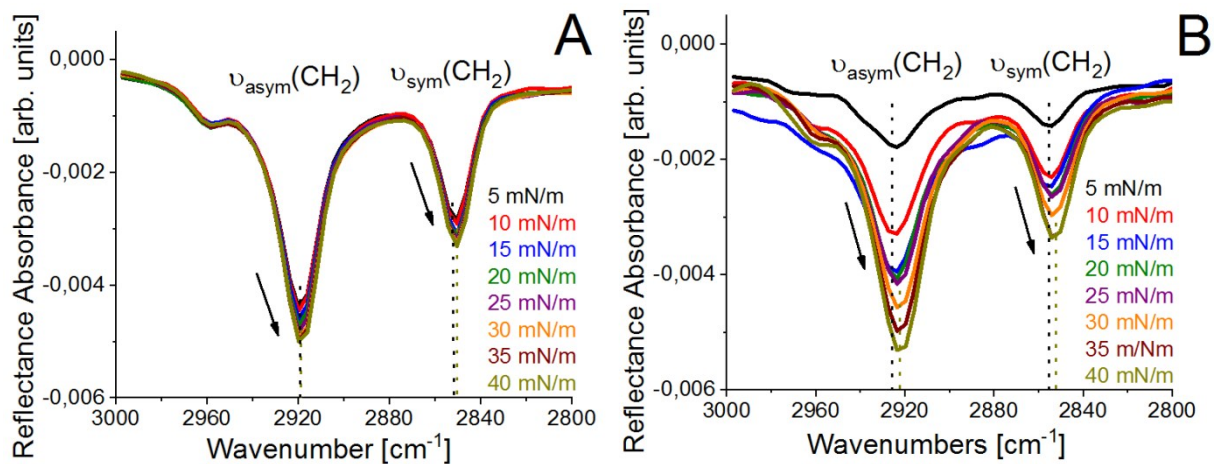 A
Reflectance Absorbance [arb. units]
0,000
-0,002
-0,004
-0,006
υasym(CH₂)
υsym(CH₂)
5 mN/m
10 mN/m
15 mN/m
20 mN/m
25 mN/m
30 mN/m
35 mN/m
40 mN/m
3000 2960 2920 2880 2840 2800
Wavenumber [cm⁻¹]
B
Reflectance Absorbance [arb. units]
0,000
-0,002
-0,004
-0,006
υasym(CH₂)
υsym(CH₂)
5 mN/m
10 mN/m
15 mN/m
20 mN/m
25 mN/m
30 mN/m
35 m/Nm
40 mN/m
3000 2960 2920 2880 2840 2800
Wavenumbers [cm⁻¹]